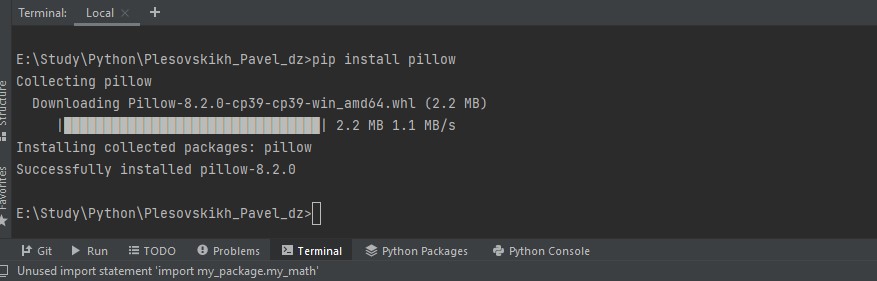 Terminal: Local × +
E:\Study\Python\Plesovskikh_Pavel_dz>pip install pillow
Collecting pillow
  Downloading Pillow-8.2.0-cp39-cp39-win_amd64.whl (2.2 MB)
     |████████████████████████████████| 2.2 MB 1.1 MB/s
Installing collected packages: pillow
Successfully installed pillow-8.2.0
E:\Study\Python\Plesovskikh_Pavel_dz>
Structure
Favorites
Git Run TODO Problems Terminal Python Packages Python Console
Unused import statement 'import my_package.my_math'